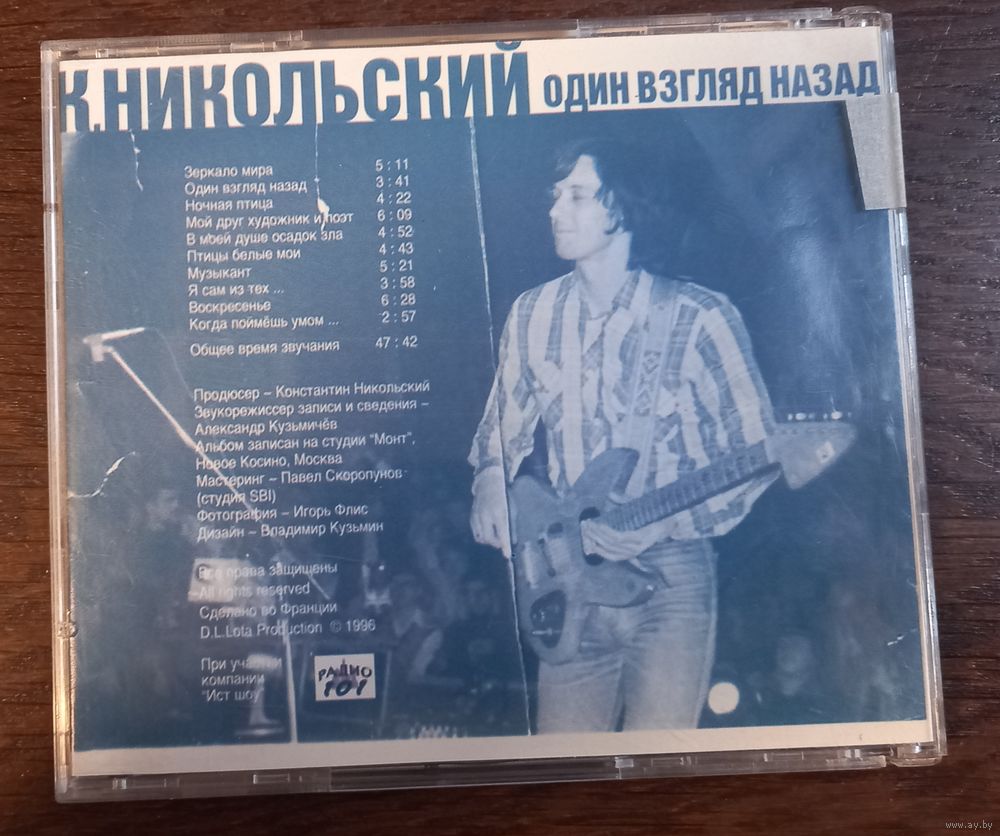 К.НИКОЛЬСКИЙ ОДИН ВЗГЛЯД НАЗАД
Зеркало мира 5 : 11
Один взгляд назад 3 : 41
Ночная птица 4 : 22
Мой друг художник и поэт 6 : 09
В моей душе осадок зла 4 : 52
Птицы белые мои 4 : 43
Музыкант 5 : 21
Я сам из тех ... 3 : 58
Воскресенье 6 : 28
Когда поймёшь умом ... 2 : 57
Общее время звучания 47 : 42
Продюсер – Константин Никольский
Звукорежиссер записи и сведения –
Александр Кузьмичёв
Альбом записан на студии "Монт",
Новое Косино, Москва
Мастеринг – Павел Скоропунов
(студия SBI)
Фотография – Игорь Флис
Дизайн – Владимир Кузьмин
Все права защищены
All rights reserved
Сделано во Франции
D.L.Lota Production © 1996
При участии
компании
"Ист шоу"
РАДИО
101
www.ay.by